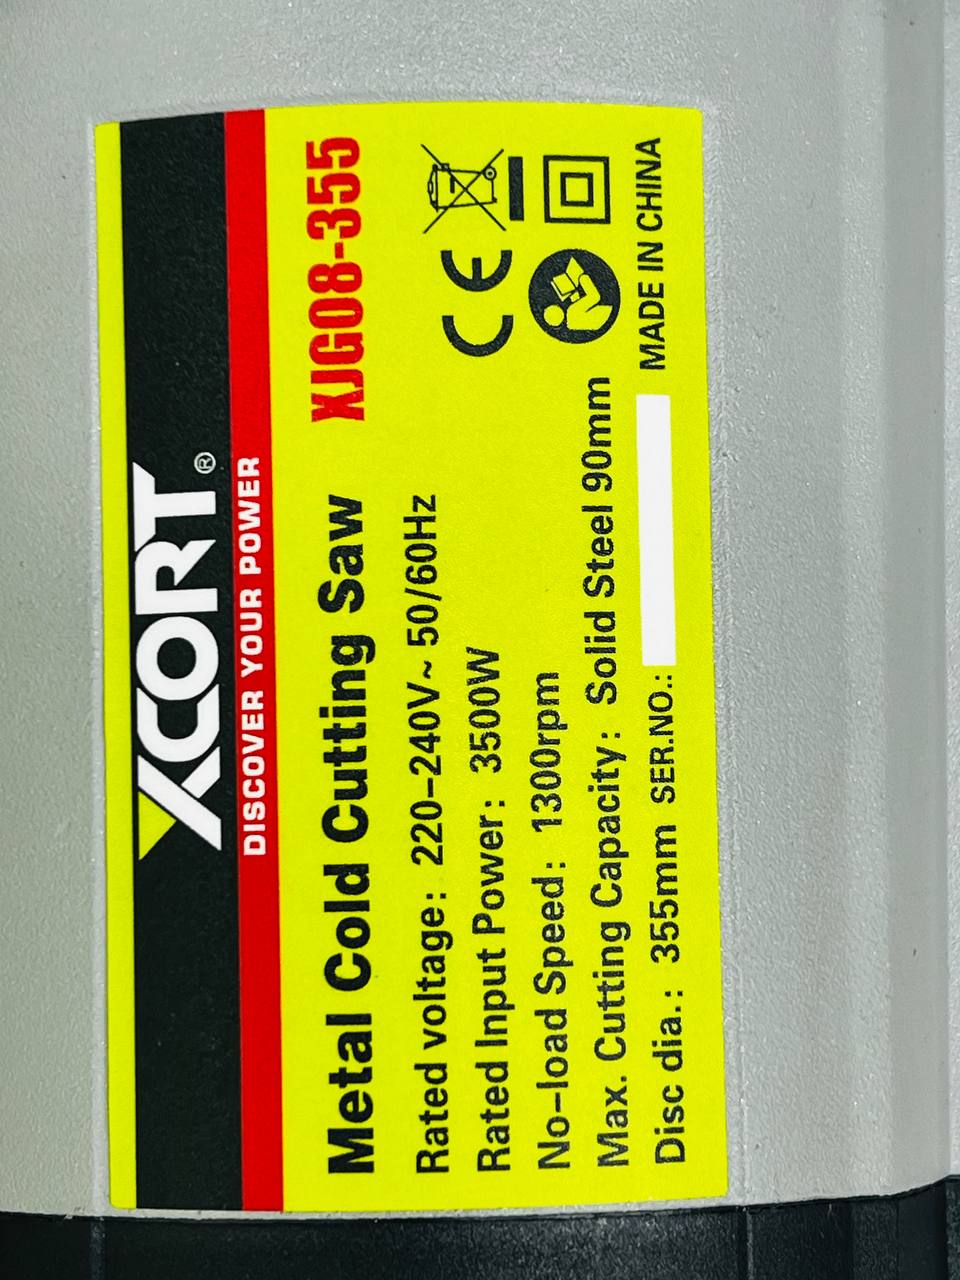 XCORT®
DISCOVER YOUR POWER
Metal Cold Cutting Saw XJG08-355
Rated voltage: 220-240V~ 50/60Hz
Rated Input Power: 3500W
No-load Speed: 1300rpm
Max. Cutting Capacity: Solid Steel 90mm
Disc dia.: 355mm SER.NO.:
CE
MADE IN CHINA